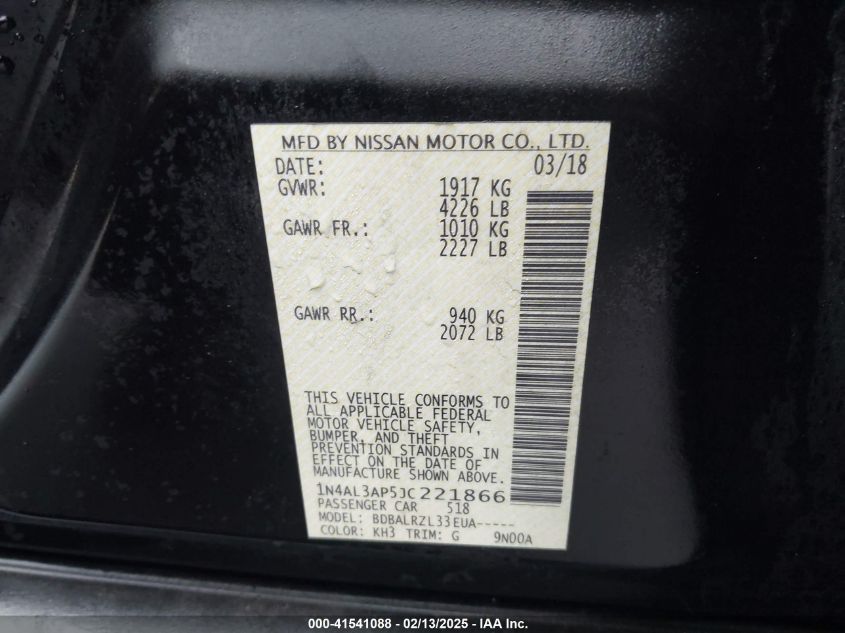 MFD BY NISSAN MOTOR CO., LTD.
DATE: 03/18
GVWR: 1917 KG
4226 LB
GAWR FR.: 1010 KG
2227 LB
GAWR RR.: 940 KG
2072 LB
THIS VEHICLE CONFORMS TO
ALL APPLICABLE FEDERAL
MOTOR VEHICLE SAFETY,
BUMPER, AND THEFT
PREVENTION STANDARDS IN
EFFECT ON THE DATE OF
MANUFACTURE SHOWN ABOVE.
1N4AL3AP5JC221866
PASSENGER CAR 518
MODEL: BDBALRZL33EUA-----
COLOR: KH3 TRIM: G 9N00A
000-41541088 — 02/13/2025 — IAA Inc.